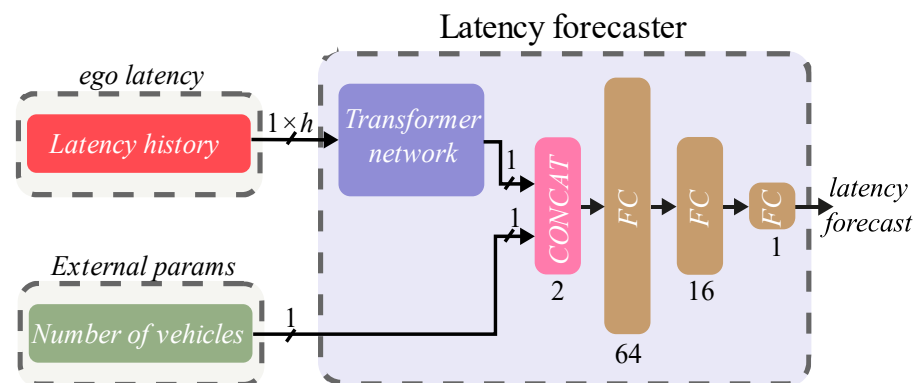 Latency forecaster
ego latency
Latency history
1×h
Transformer
network
1
1
CONCAT
2
FC
64
FC
16
FC
1
latency
forecast
External params
Number of vehicles
1